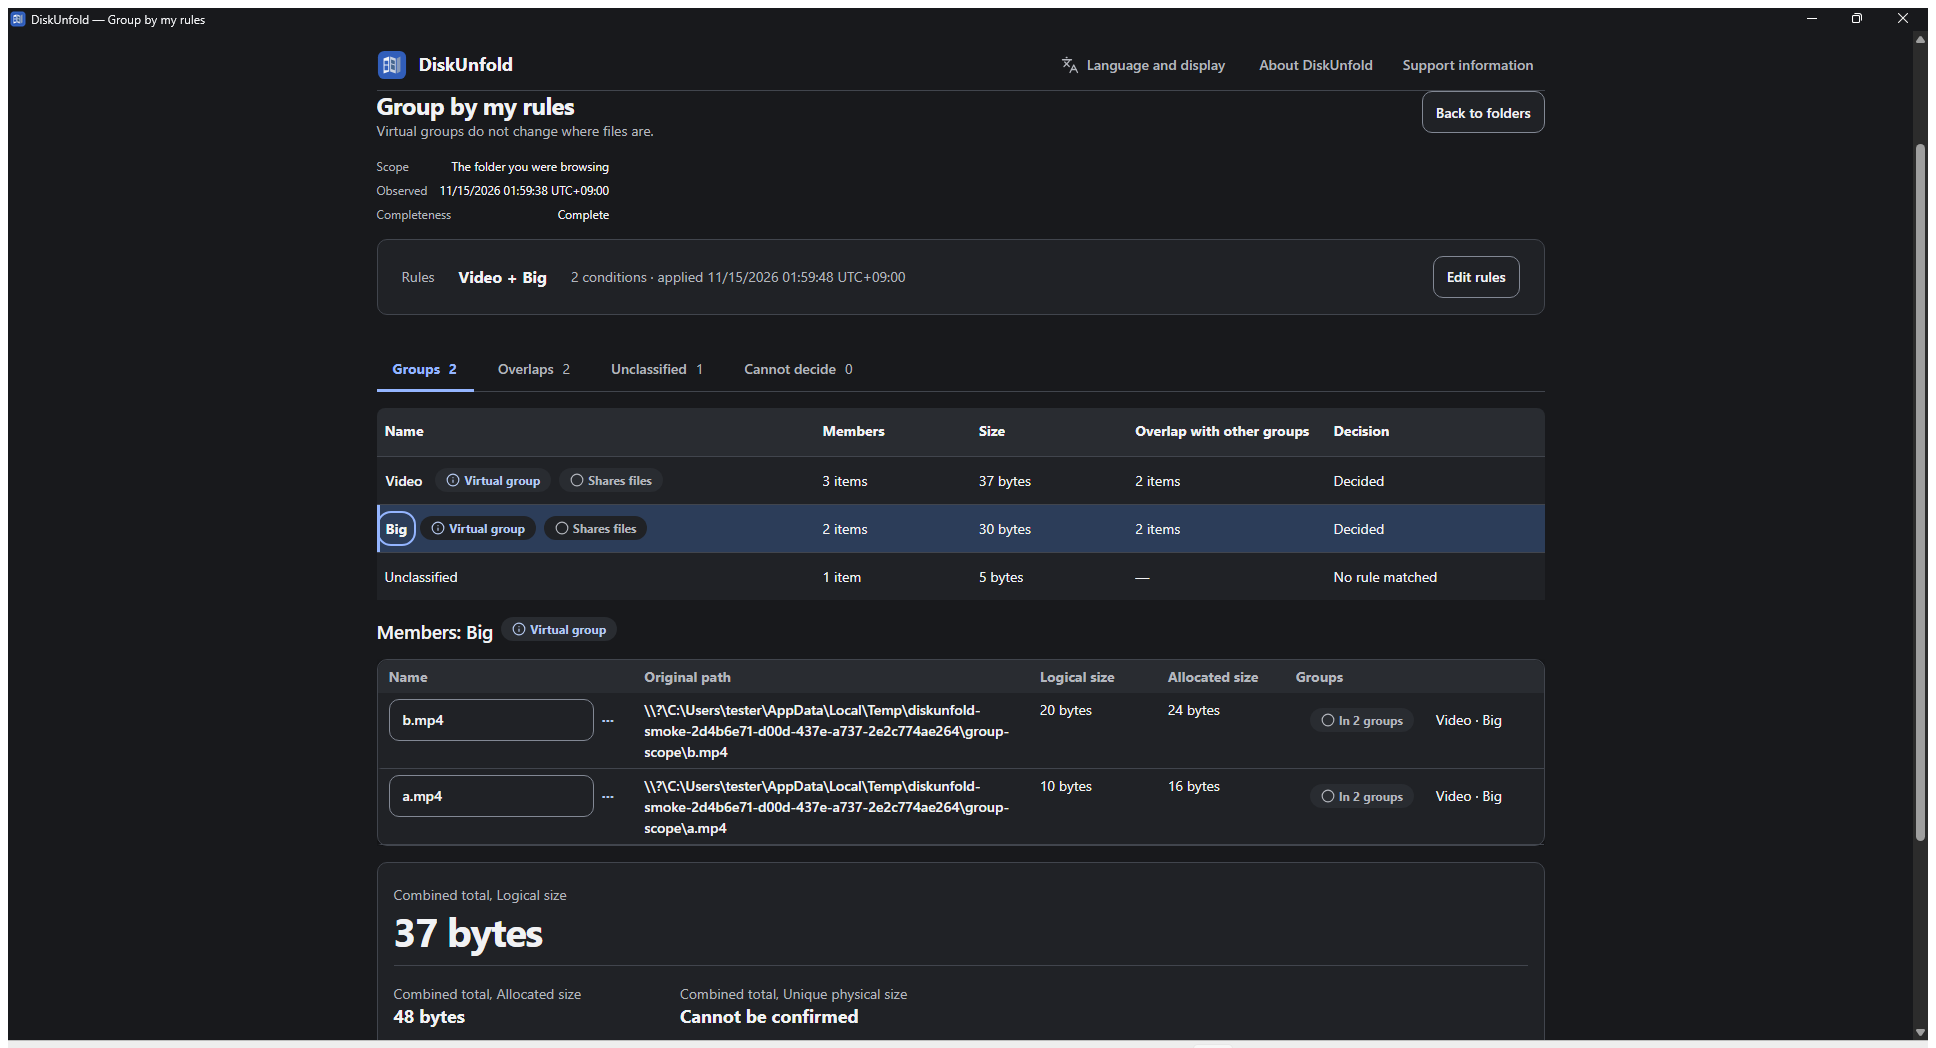 DiskUnfold — Group by my rules
DiskUnfold
Language and display
About DiskUnfold
Support information
Group by my rules
Back to folders
Virtual groups do not change where files are.
Scope The folder you were browsing
Observed 11/15/2026 01:59:38 UTC+09:00
Completeness Complete
Rules Video + Big 2 conditions · applied 11/15/2026 01:59:48 UTC+09:00 Edit rules
Groups 2 Overlaps 2 Unclassified 1 Cannot decide 0
Name Members Size Overlap with other groups Decision
Video Virtual group Shares files 3 items 37 bytes 2 items Decided
Big Virtual group Shares files 2 items 30 bytes 2 items Decided
Unclassified 1 item 5 bytes — No rule matched
Members: Big Virtual group
Name Original path Logical size Allocated size Groups
b.mp4 ··· \\?\C:\Users\tester\AppData\Local\Temp\diskunfold- 20 bytes 24 bytes In 2 groups Video · Big
smoke-2d4b6e71-d00d-437e-a737-2e2c774ae264\group-
scope\b.mp4
a.mp4 ··· \\?\C:\Users\tester\AppData\Local\Temp\diskunfold- 10 bytes 16 bytes In 2 groups Video · Big
smoke-2d4b6e71-d00d-437e-a737-2e2c774ae264\group-
scope\a.mp4
Combined total, Logical size
37 bytes
Combined total, Allocated size Combined total, Unique physical size
48 bytes Cannot be confirmed